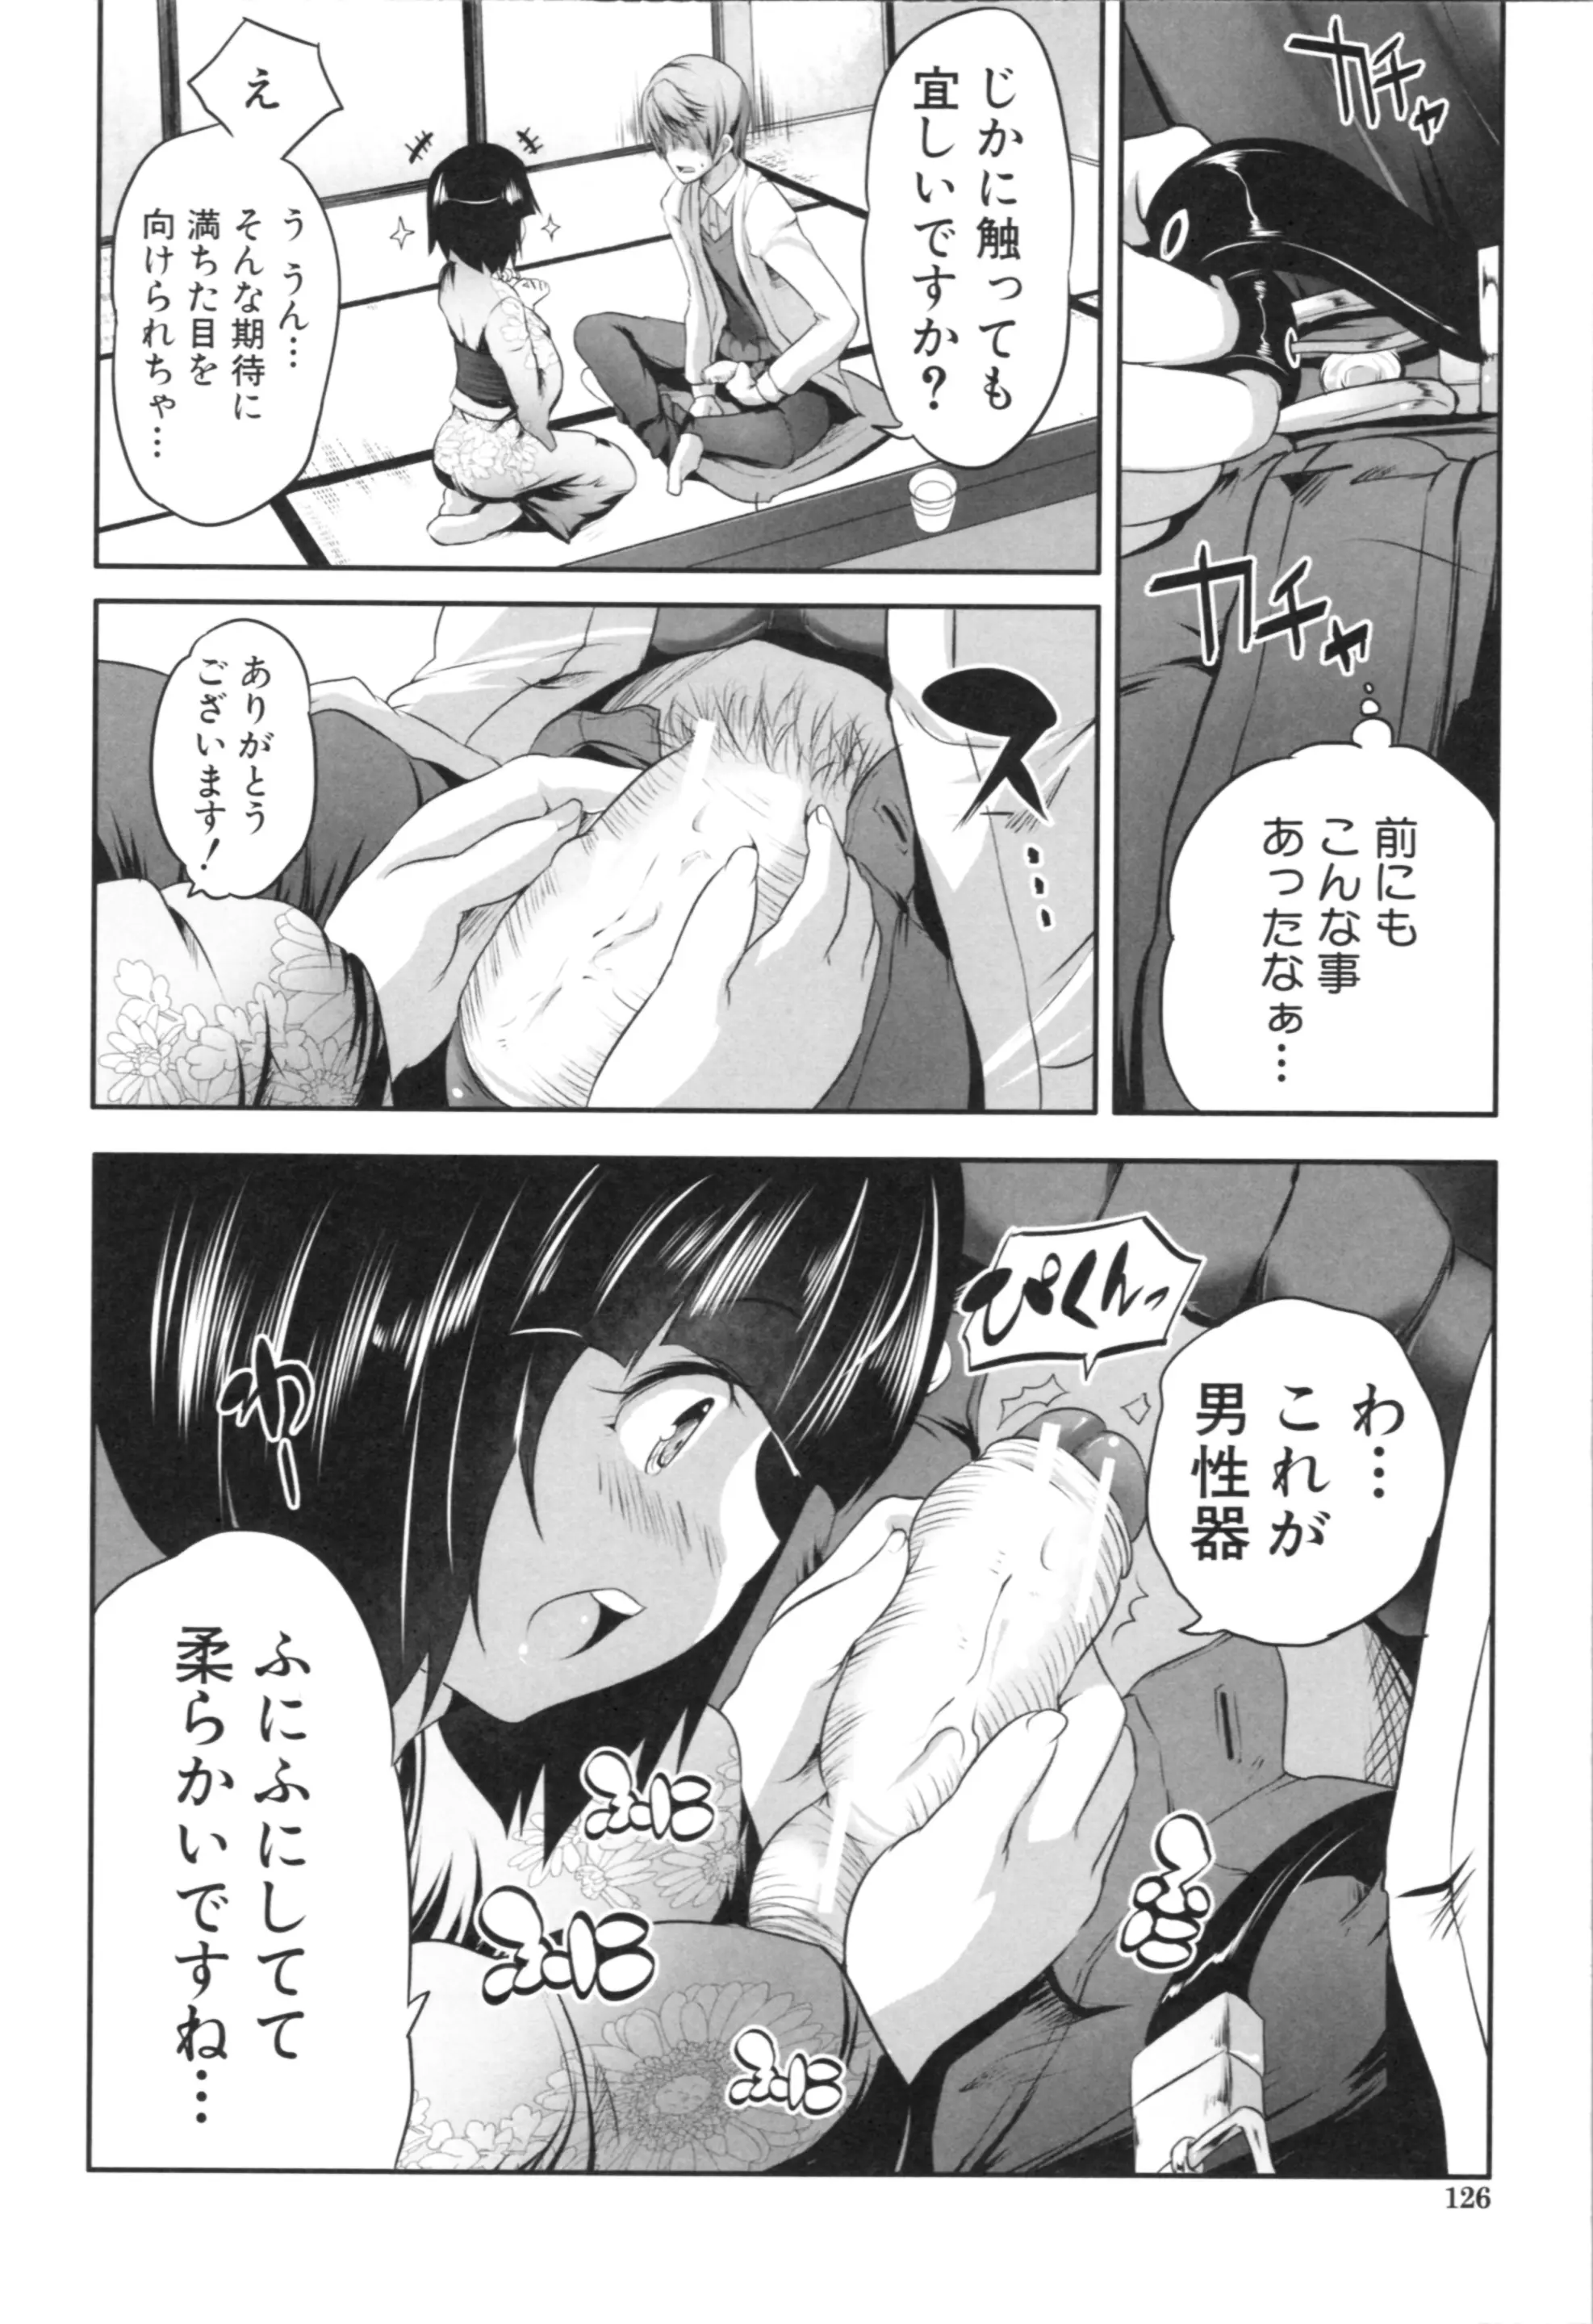 ガチャ
ガチャ
前にも
こんな事
あったなぁ…
じかに触っても
宜しいですか?
え
う うん…
そんな期待に
満ちた目を
向けられちゃ…
ス…
ありがとう
ございます!
ぴくんっ
わ…
これが
男性器
わー
ふにふにしてて
柔らかいですね…
ふに
ふに
ふに
ふに
126